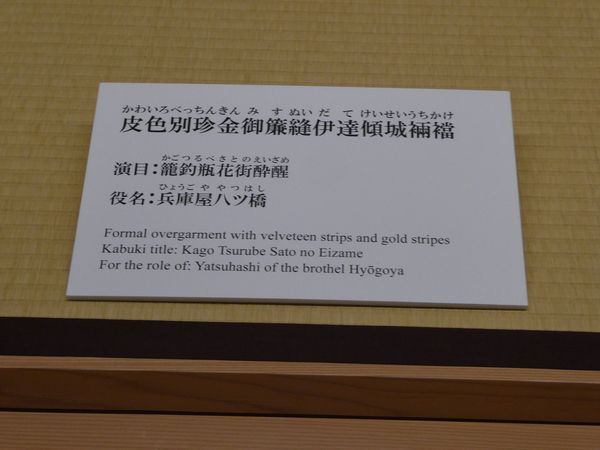 かわいろべっちんきんみすぬいだてけいせいうちかけ
皮色別珍金御簾縫伊達傾城裲襠
かごつるべさとのえいざめ
演目：籠釣瓶花街酔醒
ひょうごややつはし
役名：兵庫屋八ツ橋
Formal overgarment with velveteen strips and gold stripes
Kabuki title: Kago Tsurube Sato no Eizame
For the role of: Yatsuhashi of the brothel Hyōgoya